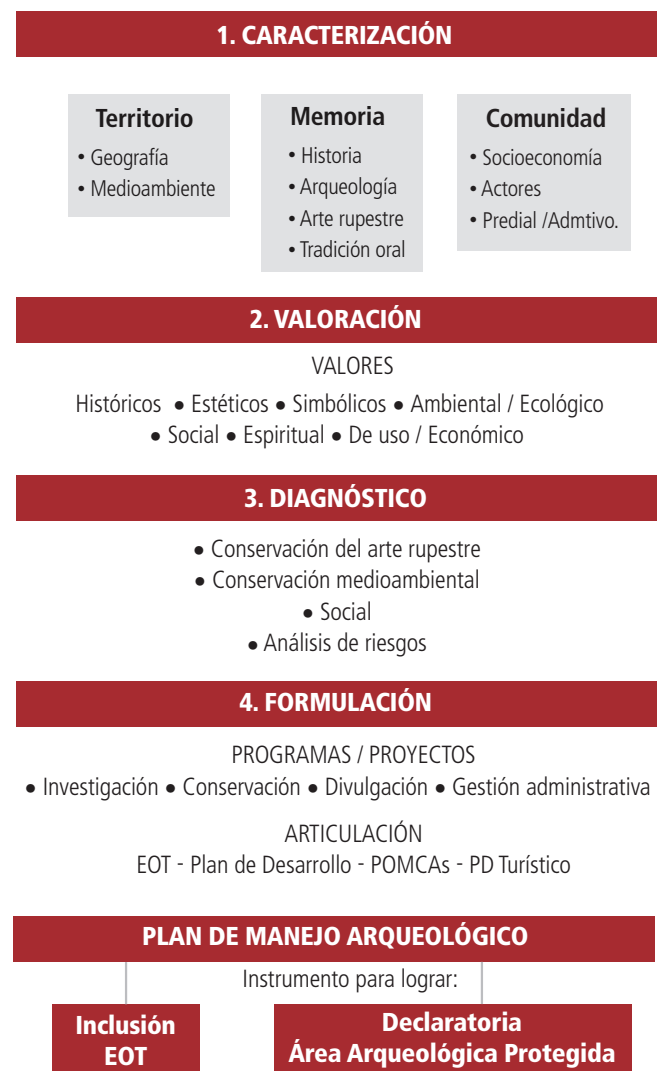 1. CARACTERIZACIÓN
Territorio
• Geografía
• Medioambiente
Memoria
• Historia
• Arqueología
• Arte rupestre
• Tradición oral
Comunidad
• Socioeconomía
• Actores
• Predial /Admtivo.
2. VALORACIÓN
VALORES
Históricos ● Estéticos ● Simbólicos ● Ambiental / Ecológico
● Social ● Espiritual ● De uso / Económico
3. DIAGNÓSTICO
● Conservación del arte rupestre
● Conservación medioambiental
● Social
● Análisis de riesgos
4. FORMULACIÓN
PROGRAMAS / PROYECTOS
● Investigación ● Conservación ● Divulgación ● Gestión administrativa
ARTICULACIÓN
EOT - Plan de Desarrollo - POMCAs - PD Turístico
PLAN DE MANEJO ARQUEOLÓGICO
Instrumento para lograr:
Inclusión
EOT
Declaratoria
Área Arqueológica Protegida